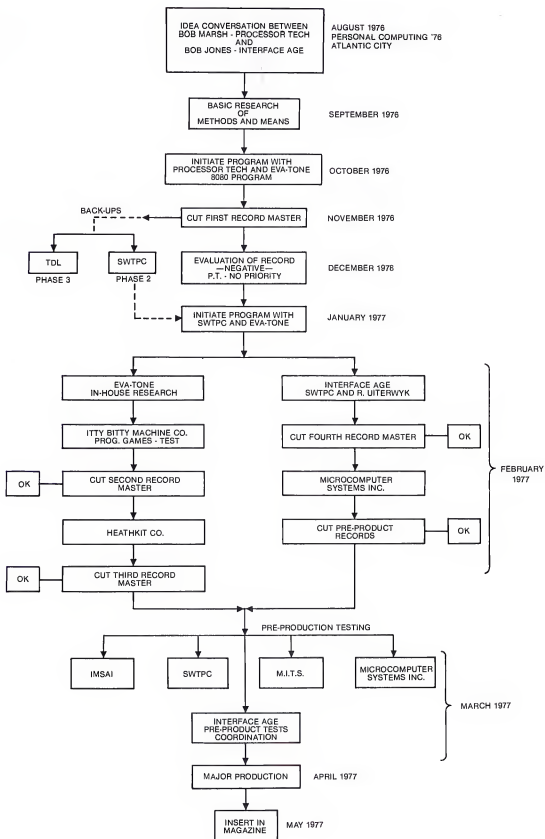 IDEA CONVERSATION BETWEEN
BOB MARSH - PROCESSOR TECH
AND
BOB JONES - INTERFACE AGE
AUGUST 1976
PERSONAL COMPUTING '76
ATLANTIC CITY
BASIC RESEARCH
OF
METHODS AND MEANS
SEPTEMBER 1976
INITIATE PROGRAM WITH
PROCESSOR TECH AND EVA-TONE
8080 PROGRAM
OCTOBER 1976
BACK-UPS
CUT FIRST RECORD MASTER
NOVEMBER 1976
TDL
PHASE 3
SWTPC
PHASE 2
EVALUATION OF RECORD
—NEGATIVE—
P.T. - NO PRIORITY
DECEMBER 1976
INITIATE PROGRAM WITH
SWTPC AND EVA-TONE
JANUARY 1977
EVA-TONE
IN-HOUSE RESEARCH
INTERFACE AGE
SWTPC AND R. UITERWYK
ITTY BITTY MACHINE CO.
PROG. GAMES - TEST
CUT FOURTH RECORD MASTER
OK
OK
CUT SECOND RECORD
MASTER
MICROCOMPUTER
SYSTEMS INC.
FEBRUARY
1977
HEATHKIT CO.
CUT PRE-PRODUCT
RECORDS
OK
OK
CUT THIRD RECORD
MASTER
PRE-PRODUCTION TESTING
IMSAI
SWTPC
M.I.T.S.
MICROCOMPUTER
SYSTEMS INC.
MARCH 1977
INTERFACE AGE
PRE-PRODUCT TESTS
COORDINATION
MAJOR PRODUCTION
APRIL 1977
INSERT IN
MAGAZINE
MAY 1977